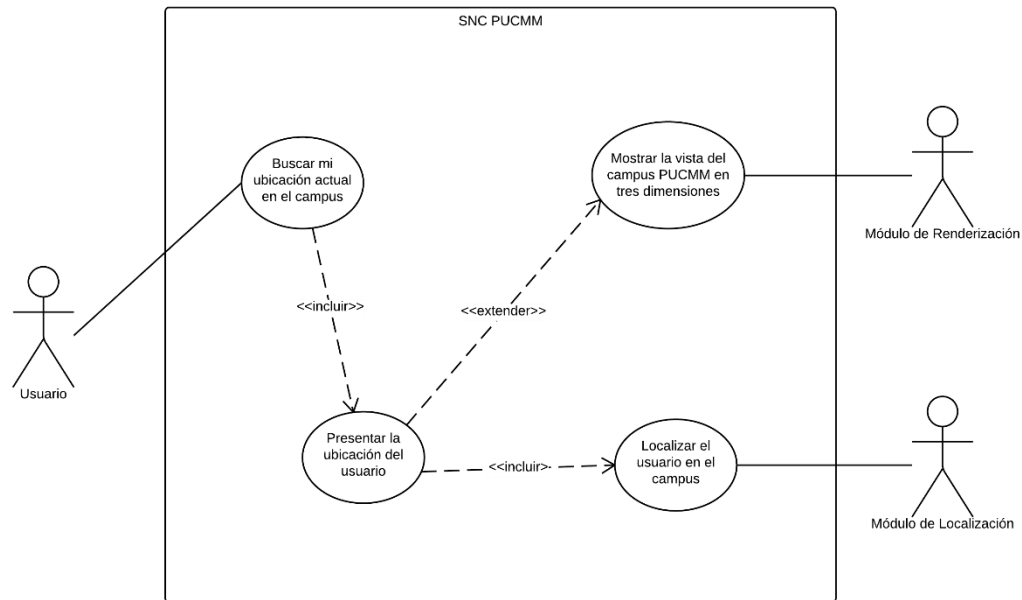 SNC PUCMM
Buscar mi
ubicación actual
en el campus
Mostrar la vista del
campus PUCMM en
tres dimensiones
Módulo de Renderización
<<incluir>>
<<extender>>
Usuario
Presentar la
ubicación del
usuario
<<incluir>
Localizar el
usuario en el
campus
Módulo de Localización